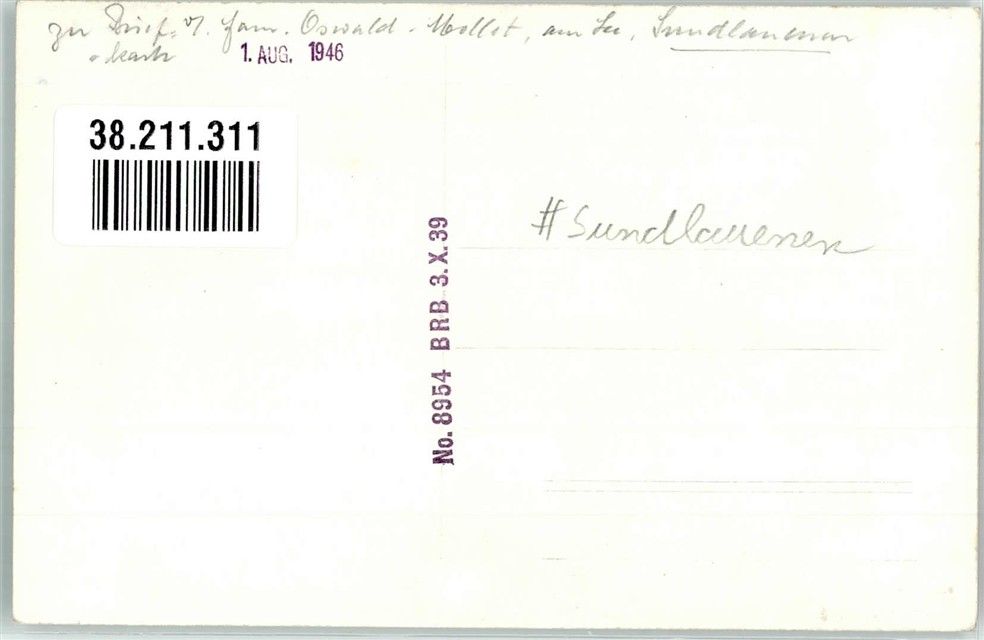 zu Brief v. Fam. Oswald - Mollet, am See, Sundlauenen
1. AUG. 1946
38.211.311
#Sundlauenen
No. 8954 BRB 3.X.39